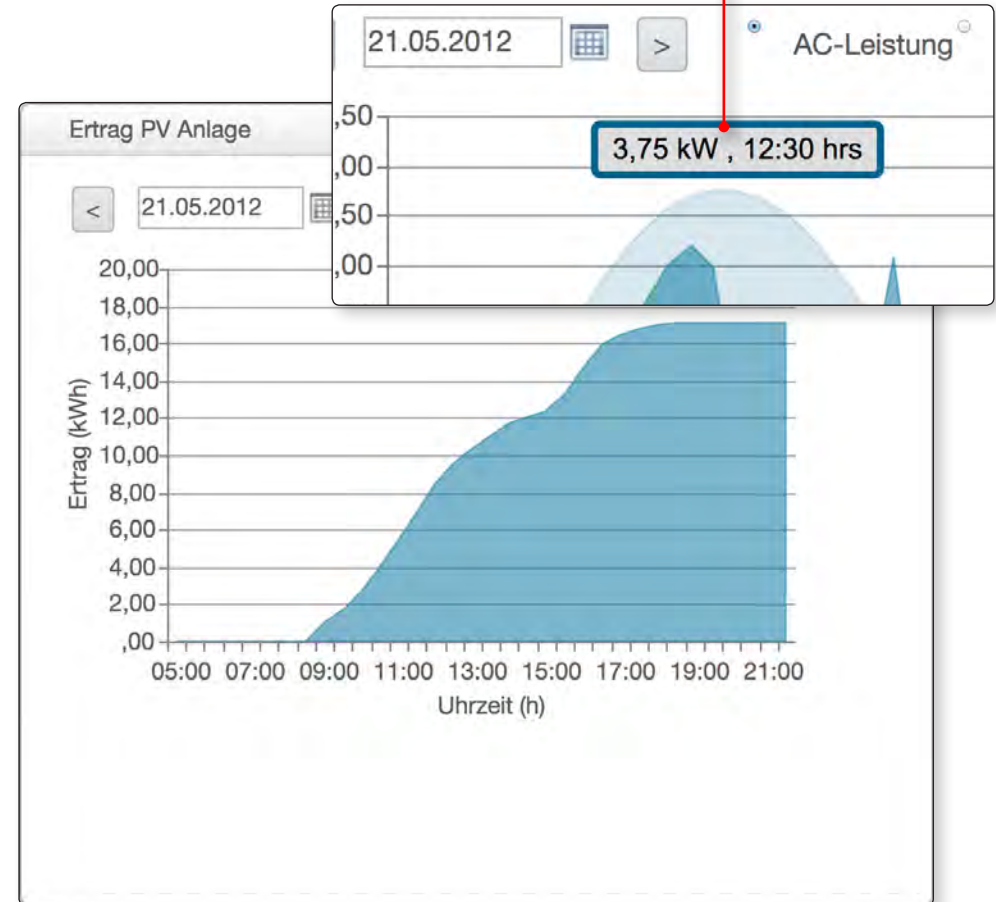 21.05.2012 > AC-Leistung
,50
3,75 kW , 12:30 hrs
,00
,50
,00
Ertrag PV Anlage
< 21.05.2012
20,00
18,00
16,00
14,00
12,00
10,00
8,00
6,00
4,00
2,00
,00
Ertrag (kWh)
05:00 07:00 09:00 11:00 13:00 15:00 17:00 19:00 21:00
Uhrzeit (h)